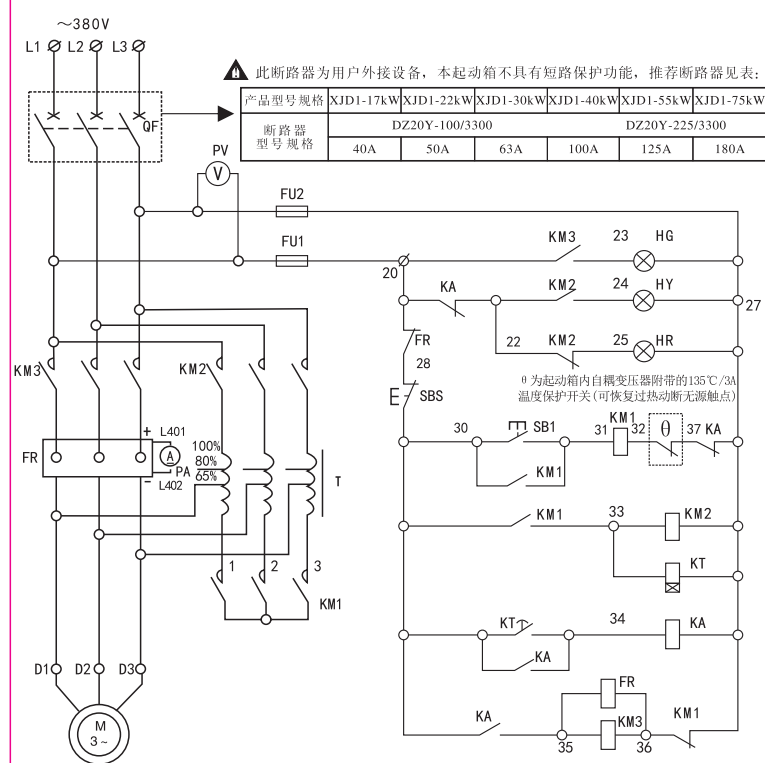 ～380V
L1 L2 L3
此断路器为用户外接设备，本起动箱不具有短路保护功能，推荐断路器见表：
产品型号规格 XJD1-17kW XJD1-22kW XJD1-30kW XJD1-40kW XJD1-55kW XJD1-75kW
断路器
型号规格
DZ20Y-100/3300 DZ20Y-225/3300
40A 50A 63A 100A 125A 180A
QF
PV
V
FU2
FU1
KM3 23 HG
20
KA KM2 24 HY
27
FR 22 KM2 25 HR
28
SBS
θ为起动箱内自耦变压器附带的135℃/3A
温度保护开关(可恢复过热动断无源触点)
KM3 KM2
30 SB1 31 KM1 32 θ 37 KA
KM1
+ L401
FR A PA
- L402
100%
80%
65%
T
KM1 33 KM2
KT
1 2 3
KM1
KT 34 KA
KA
D1 D2 D3
M
3~
KA FR
KM3 KM1
35 36